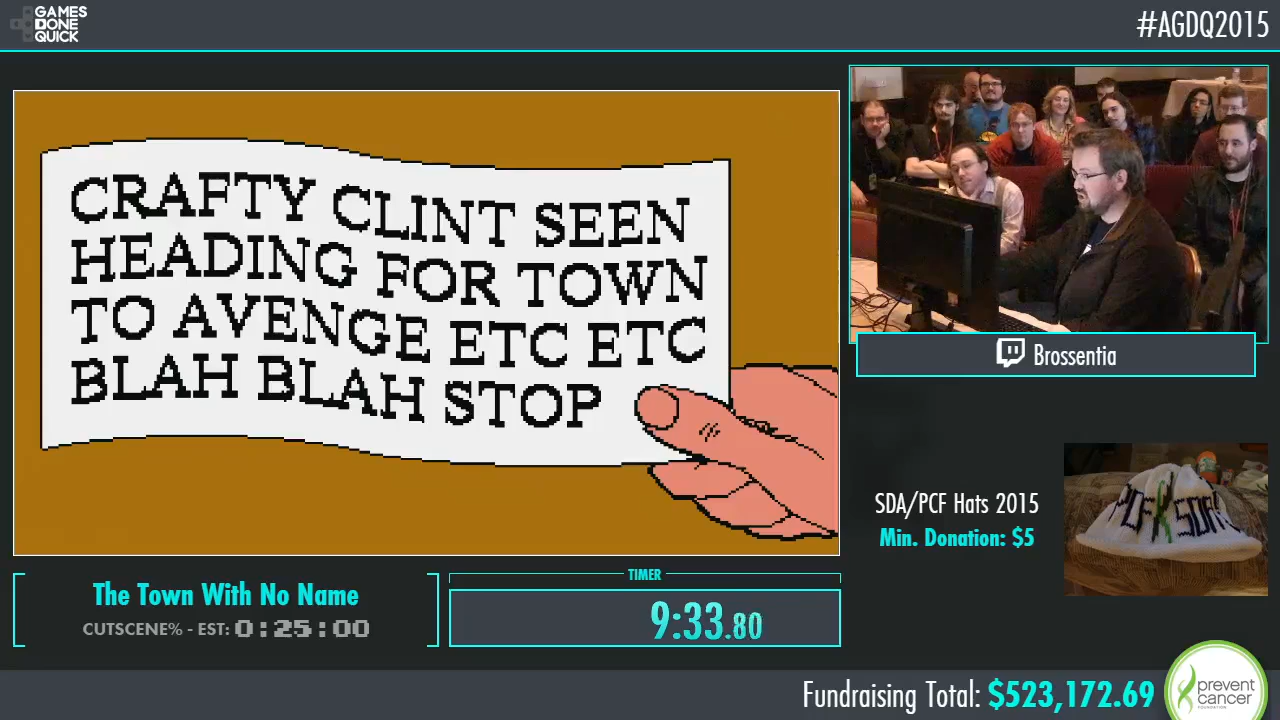 GAMES
DONE
QUICK
#AGDQ2015
CRAFTY CLINT SEEN
HEADING FOR TOWN
TO AVENGE ETC ETC
BLAH BLAH STOP
Brossentia
SDA/PCF Hats 2015
Min. Donation: $5
The Town With No Name
CUTSCENE% - EST: 0:25:00
TIMER
9:33.80
Fundraising Total: $523,172.69
prevent
cancer
FOUNDATION